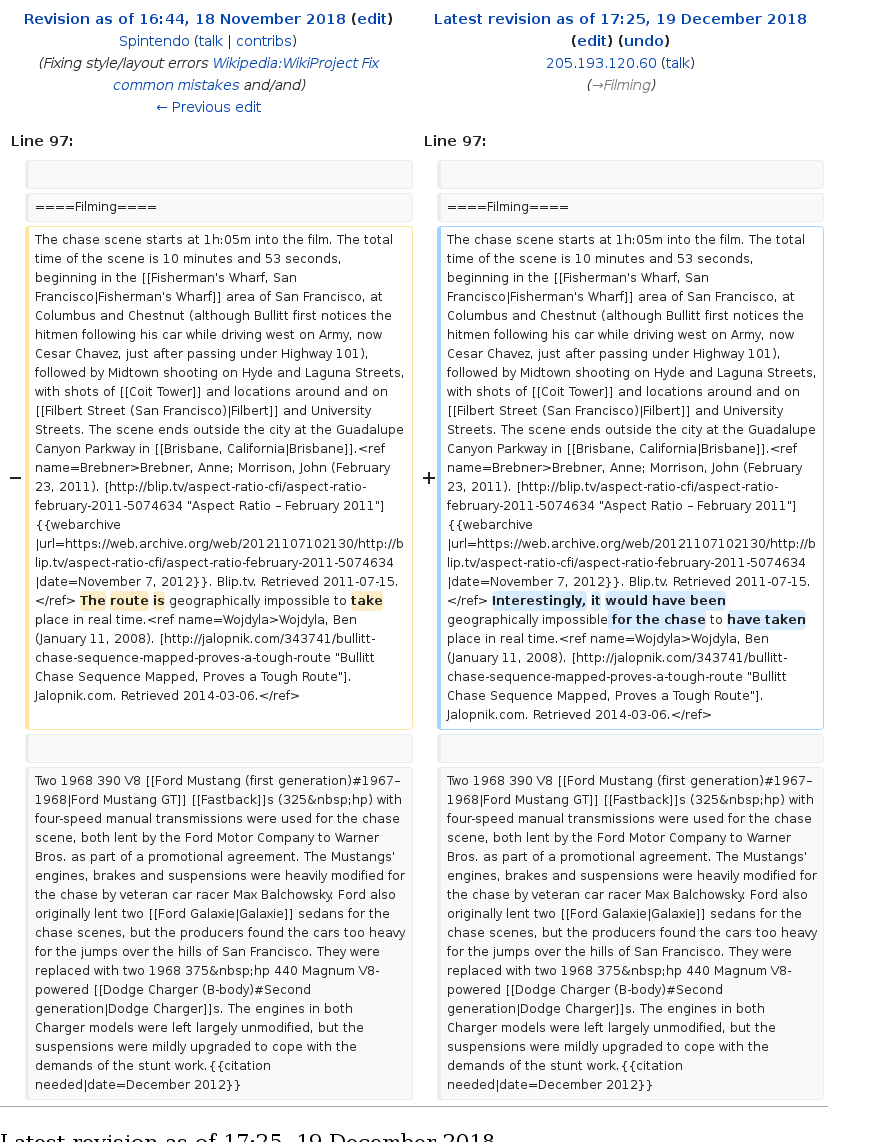 Revision as of 16:44, 18 November 2018 (edit)
Spintendo (talk | contribs)
(Fixing style/layout errors Wikipedia:WikiProject Fix
common mistakes and/and)
← Previous edit
Latest revision as of 17:25, 19 December 2018
(edit) (undo)
205.193.120.60 (talk)
(→Filming)
Line 97:
Line 97:
====Filming====
====Filming====
−
The chase scene starts at 1h:05m into the film. The total
time of the scene is 10 minutes and 53 seconds,
beginning in the [[Fisherman's Wharf, San
Francisco|Fisherman's Wharf]] area of San Francisco, at
Columbus and Chestnut (although Bullitt first notices the
hitmen following his car while driving west on Army, now
Cesar Chavez, just after passing under Highway 101),
followed by Midtown shooting on Hyde and Laguna Streets,
with shots of [[Coit Tower]] and locations around and on
[[Filbert Street (San Francisco)|Filbert]] and University
Streets. The scene ends outside the city at the Guadalupe
Canyon Parkway in [[Brisbane, California|Brisbane]].<ref
name=Brebner>Brebner, Anne; Morrison, John (February
23, 2011). [http://blip.tv/aspect-ratio-cfi/aspect-ratio-
february-2011-5074634 "Aspect Ratio – February 2011"]
{{webarchive
|url=https://web.archive.org/web/20121107102130/http://b
lip.tv/aspect-ratio-cfi/aspect-ratio-february-2011-5074634
|date=November 7, 2012}}. Blip.tv. Retrieved 2011-07-15.
</ref> The route is geographically impossible to take
place in real time.<ref name=Wojdyla>Wojdyla, Ben
(January 11, 2008). [http://jalopnik.com/343741/bullitt-
chase-sequence-mapped-proves-a-tough-route "Bullitt
Chase Sequence Mapped, Proves a Tough Route"].
Jalopnik.com. Retrieved 2014-03-06.</ref>
+
The chase scene starts at 1h:05m into the film. The total
time of the scene is 10 minutes and 53 seconds,
beginning in the [[Fisherman's Wharf, San
Francisco|Fisherman's Wharf]] area of San Francisco, at
Columbus and Chestnut (although Bullitt first notices the
hitmen following his car while driving west on Army, now
Cesar Chavez, just after passing under Highway 101),
followed by Midtown shooting on Hyde and Laguna Streets,
with shots of [[Coit Tower]] and locations around and on
[[Filbert Street (San Francisco)|Filbert]] and University
Streets. The scene ends outside the city at the Guadalupe
Canyon Parkway in [[Brisbane, California|Brisbane]].<ref
name=Brebner>Brebner, Anne; Morrison, John (February
23, 2011). [http://blip.tv/aspect-ratio-cfi/aspect-ratio-
february-2011-5074634 "Aspect Ratio – February 2011"]
{{webarchive
|url=https://web.archive.org/web/20121107102130/http://b
lip.tv/aspect-ratio-cfi/aspect-ratio-february-2011-5074634
|date=November 7, 2012}}. Blip.tv. Retrieved 2011-07-15.
</ref> Interestingly, it would have been
geographically impossible for the chase to have taken
place in real time.<ref name=Wojdyla>Wojdyla, Ben
(January 11, 2008). [http://jalopnik.com/343741/bullitt-
chase-sequence-mapped-proves-a-tough-route "Bullitt
Chase Sequence Mapped, Proves a Tough Route"].
Jalopnik.com. Retrieved 2014-03-06.</ref>
Two 1968 390 V8 [[Ford Mustang (first generation)#1967–
1968|Ford Mustang GT]] [[Fastback]]s (325&nbsp;hp) with
four-speed manual transmissions were used for the chase
scene, both lent by the Ford Motor Company to Warner
Bros. as part of a promotional agreement. The Mustangs'
engines, brakes and suspensions were heavily modified for
the chase by veteran car racer Max Balchowsky. Ford also
originally lent two [[Ford Galaxie|Galaxie]] sedans for the
chase scenes, but the producers found the cars too heavy
for the jumps over the hills of San Francisco. They were
replaced with two 1968 375&nbsp;hp 440 Magnum V8-
powered [[Dodge Charger (B-body)#Second
generation|Dodge Charger]]s. The engines in both
Charger models were left largely unmodified, but the
suspensions were mildly upgraded to cope with the
demands of the stunt work.{{citation
needed|date=December 2012}}
Two 1968 390 V8 [[Ford Mustang (first generation)#1967–
1968|Ford Mustang GT]] [[Fastback]]s (325&nbsp;hp) with
four-speed manual transmissions were used for the chase
scene, both lent by the Ford Motor Company to Warner
Bros. as part of a promotional agreement. The Mustangs'
engines, brakes and suspensions were heavily modified for
the chase by veteran car racer Max Balchowsky. Ford also
originally lent two [[Ford Galaxie|Galaxie]] sedans for the
chase scenes, but the producers found the cars too heavy
for the jumps over the hills of San Francisco. They were
replaced with two 1968 375&nbsp;hp 440 Magnum V8-
powered [[Dodge Charger (B-body)#Second
generation|Dodge Charger]]s. The engines in both
Charger models were left largely unmodified, but the
suspensions were mildly upgraded to cope with the
demands of the stunt work.{{citation
needed|date=December 2012}}
Latest revision as of 17:25, 19 December 2018